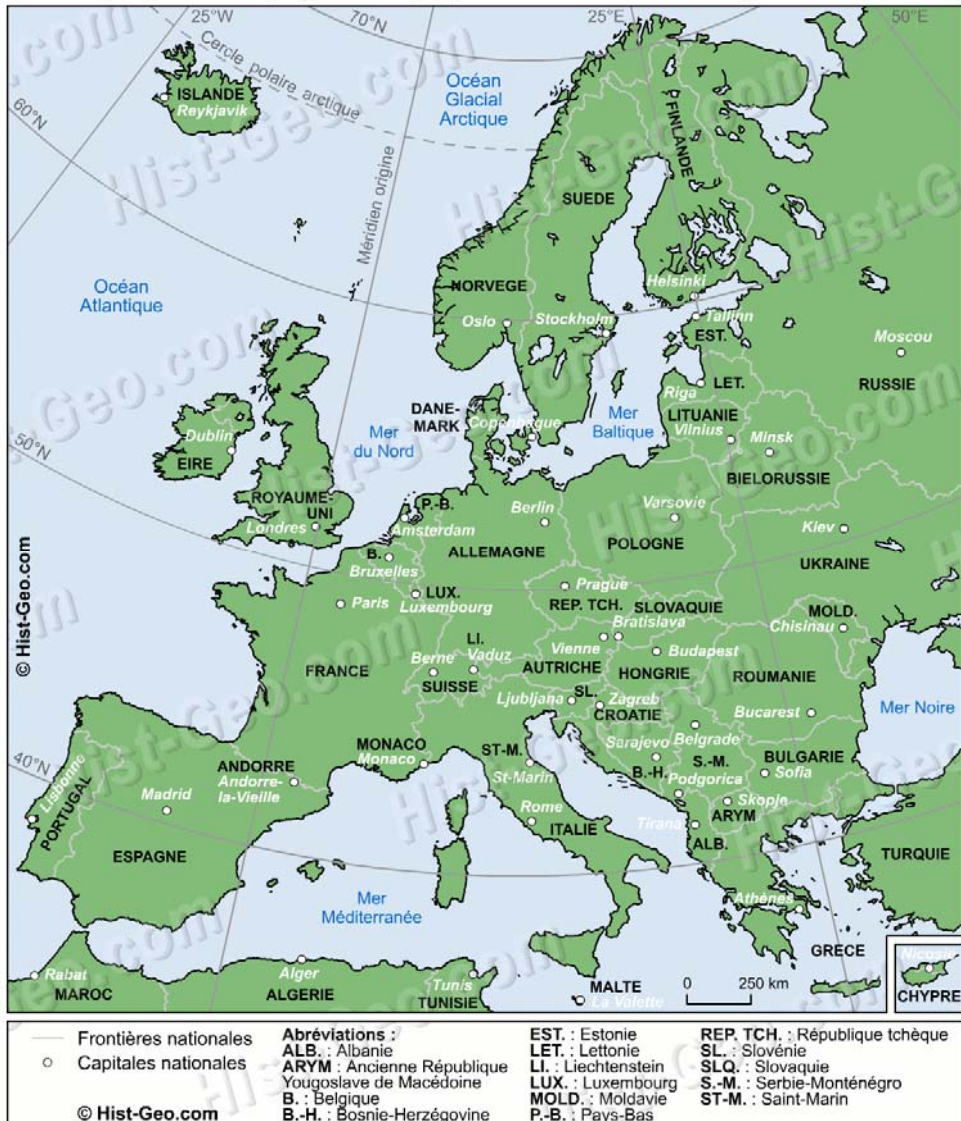 25°W
70°N
25°E
50°E
Cercle polaire arctique
60°N
ISLANDE
Reykjavik
Océan
Glacial
Arctique
Méridien origine
FINLANDE
SUEDE
Océan
Atlantique
NORVEGE
Helsinki
Oslo
Stockholm
Tallinn
EST.
Moscou
RUSSIE
Riga
LET.
DANE-
MARK
Copenhague
Mer
du Nord
Mer
Baltique
LITUANIE
Vilnius
Minsk
BIELORUSSIE
Dublin
EIRE
50°N
ROYAUME-
UNI
Londres
P.-B.
Amsterdam
Berlin
Varsovie
ALLEMAGNE
POLOGNE
Kiev
UKRAINE
B.
Bruxelles
LUX.
Luxembourg
Paris
Prague
REP. TCH.
SLOVAQUIE
Bratislava
MOLD.
Chisinau
© Hist-Geo.com
FRANCE
LI.
Vaduz
Berne
SUISSE
Vienne
AUTRICHE
Budapest
HONGRIE
ROUMANIE
Ljubljana
SL.
Zagreb
CROATIE
Bucarest
Mer Noire
MONACO
Monaco
ST-M.
St-Marin
Sarajevo
Belgrade
B.-H.
S.-M.
BULGARIE
Sofia
Podgorica
ANDORRE
Andorre-
la-Vieille
40°N
Lisbonne
PORTUGAL
Madrid
ESPAGNE
Rome
ITALIE
Skopje
ARYM
Tirana
ALB.
TURQUIE
Mer
Méditerranée
Athènes
GRECE
Nicosie
CHYPRE
Rabat
MAROC
Alger
ALGERIE
Tunis
TUNISIE
MALTE
La Valette
0 250 km
Frontières nationales
Capitales nationales
© Hist-Geo.com
Abréviations :
ALB. : Albanie
ARYM : Ancienne République
Yougoslave de Macédoine
B. : Belgique
B.-H. : Bosnie-Herzégovine
EST. : Estonie
LET. : Lettonie
LI. : Liechtenstein
LUX. : Luxembourg
MOLD. : Moldavie
P.-B. : Pays-Bas
REP. TCH. : République tchèque
SL. : Slovénie
SLQ. : Slovaquie
S.-M. : Serbie-Monténégro
ST-M. : Saint-Marin
Hist-Geo.com